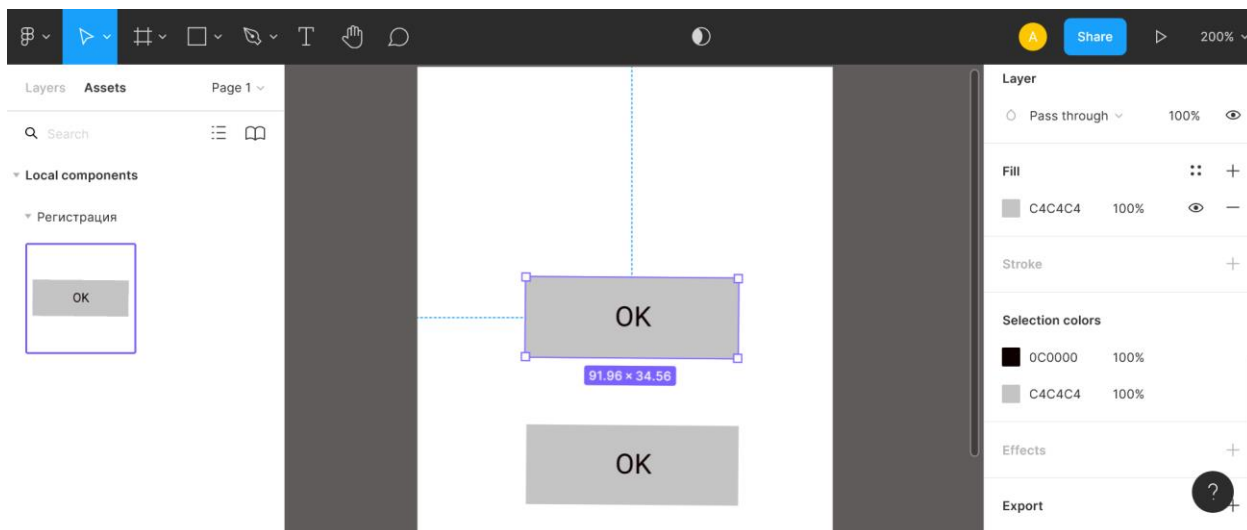 A
Share
200%
Layers Assets Page 1
Search
Local components
Регистрация
OK
OK
91.96 × 34.56
OK
Layer
Pass through 100%
Fill
C4C4C4 100%
Stroke
Selection colors
0C0000 100%
C4C4C4 100%
Effects
Export
?